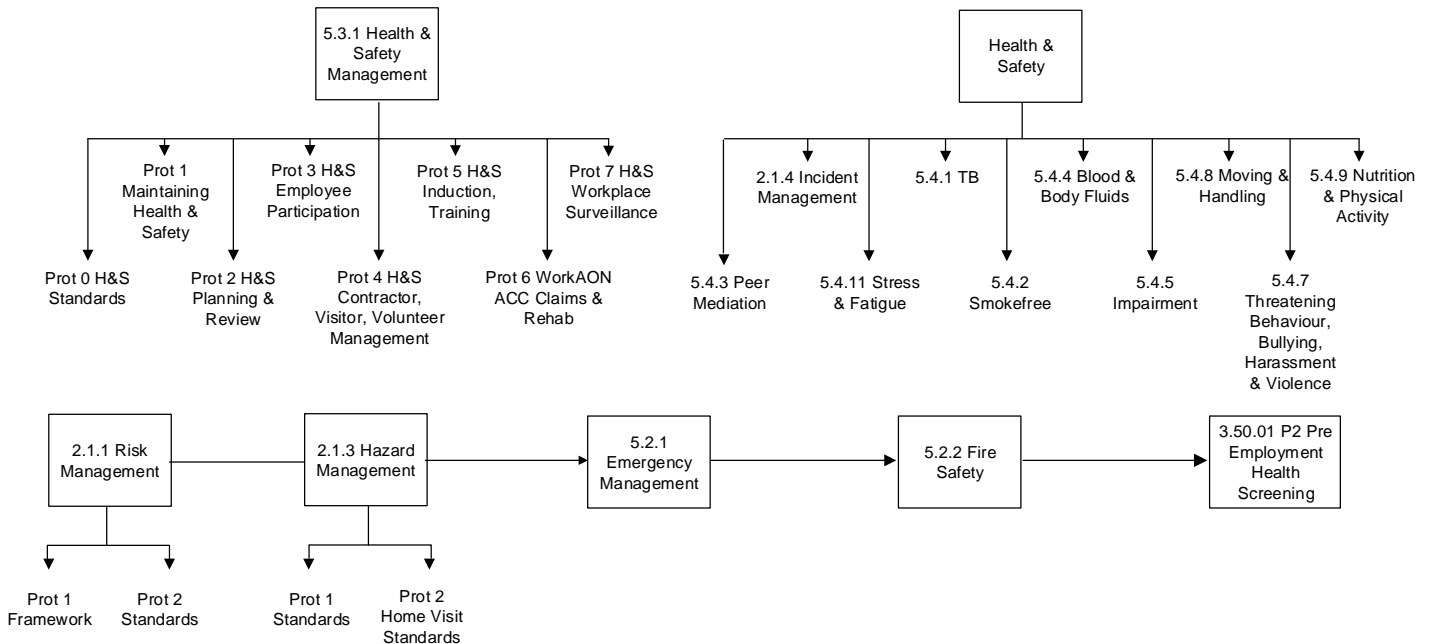 5.3.1 Health &
Safety
Management
Health &
Safety
Prot 1
Maintaining
Health &
Safety
Prot 3 H&S
Employee
Participation
Prot 5 H&S
Induction,
Training
Prot 7 H&S
Workplace
Surveillance
2.1.4 Incident
Management
5.4.1 TB
5.4.4 Blood &
Body Fluids
5.4.8 Moving &
Handling
5.4.9 Nutrition
& Physical
Activity
Prot 0 H&S
Standards
Prot 2 H&S
Planning &
Review
Prot 4 H&S
Contractor,
Visitor, Volunteer
Management
Prot 6 WorkAON
ACC Claims &
Rehab
5.4.3 Peer
Mediation
5.4.11 Stress
& Fatigue
5.4.2
Smokefree
5.4.5
Impairment
5.4.7
Threatening
Behaviour,
Bullying,
Harassment
& Violence
2.1.1 Risk
Management
2.1.3 Hazard
Management
5.2.1
Emergency
Management
5.2.2 Fire
Safety
3.50.01 P2 Pre
Employment
Health
Screening
Prot 1
Framework
Prot 2
Standards
Prot 1
Standards
Prot 2
Home Visit
Standards